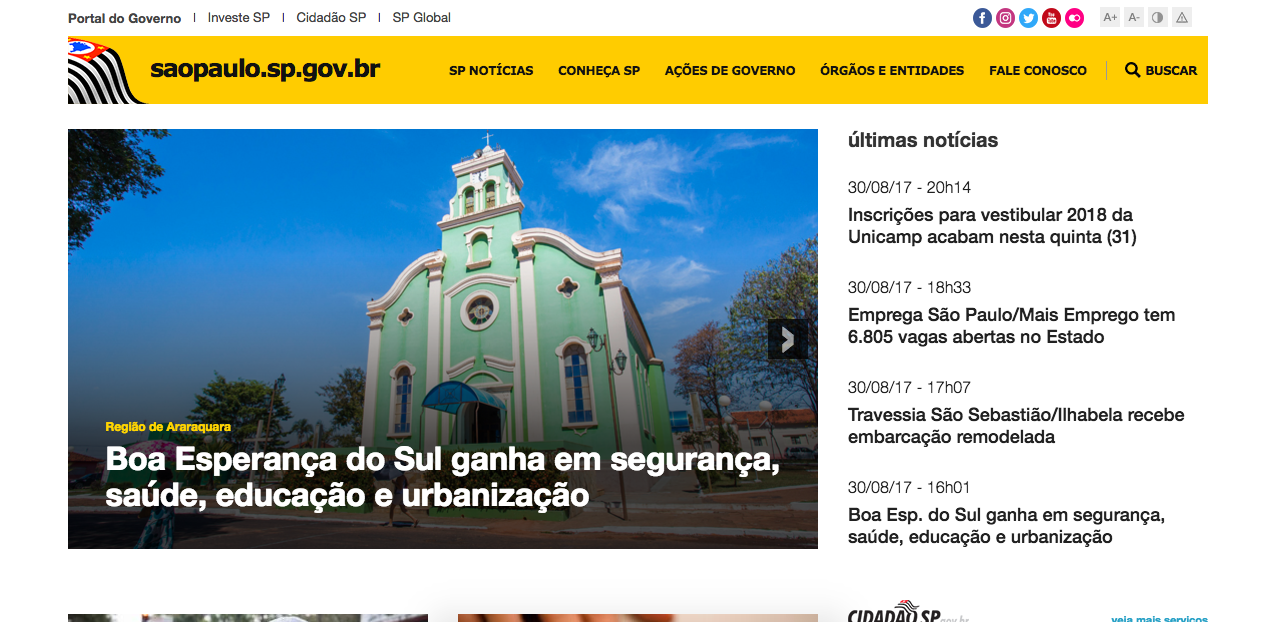 Portal do Governo | Investe SP | Cidadão SP | SP Global
A+ A-
saopaulo.sp.gov.br
SP NOTÍCIAS CONHEÇA SP AÇÕES DE GOVERNO ÓRGÃOS E ENTIDADES FALE CONOSCO BUSCAR
Região de Araraquara
Boa Esperança do Sul ganha em segurança,
saúde, educação e urbanização
últimas notícias
30/08/17 - 20h14
Inscrições para vestibular 2018 da
Unicamp acabam nesta quinta (31)
30/08/17 - 18h33
Emprega São Paulo/Mais Emprego tem
6.805 vagas abertas no Estado
30/08/17 - 17h07
Travessia São Sebastião/Ilhabela recebe
embarcação remodelada
30/08/17 - 16h01
Boa Esp. do Sul ganha em segurança,
saúde, educação e urbanização
CIDADÃO.SP.gov.br
veja mais serviços